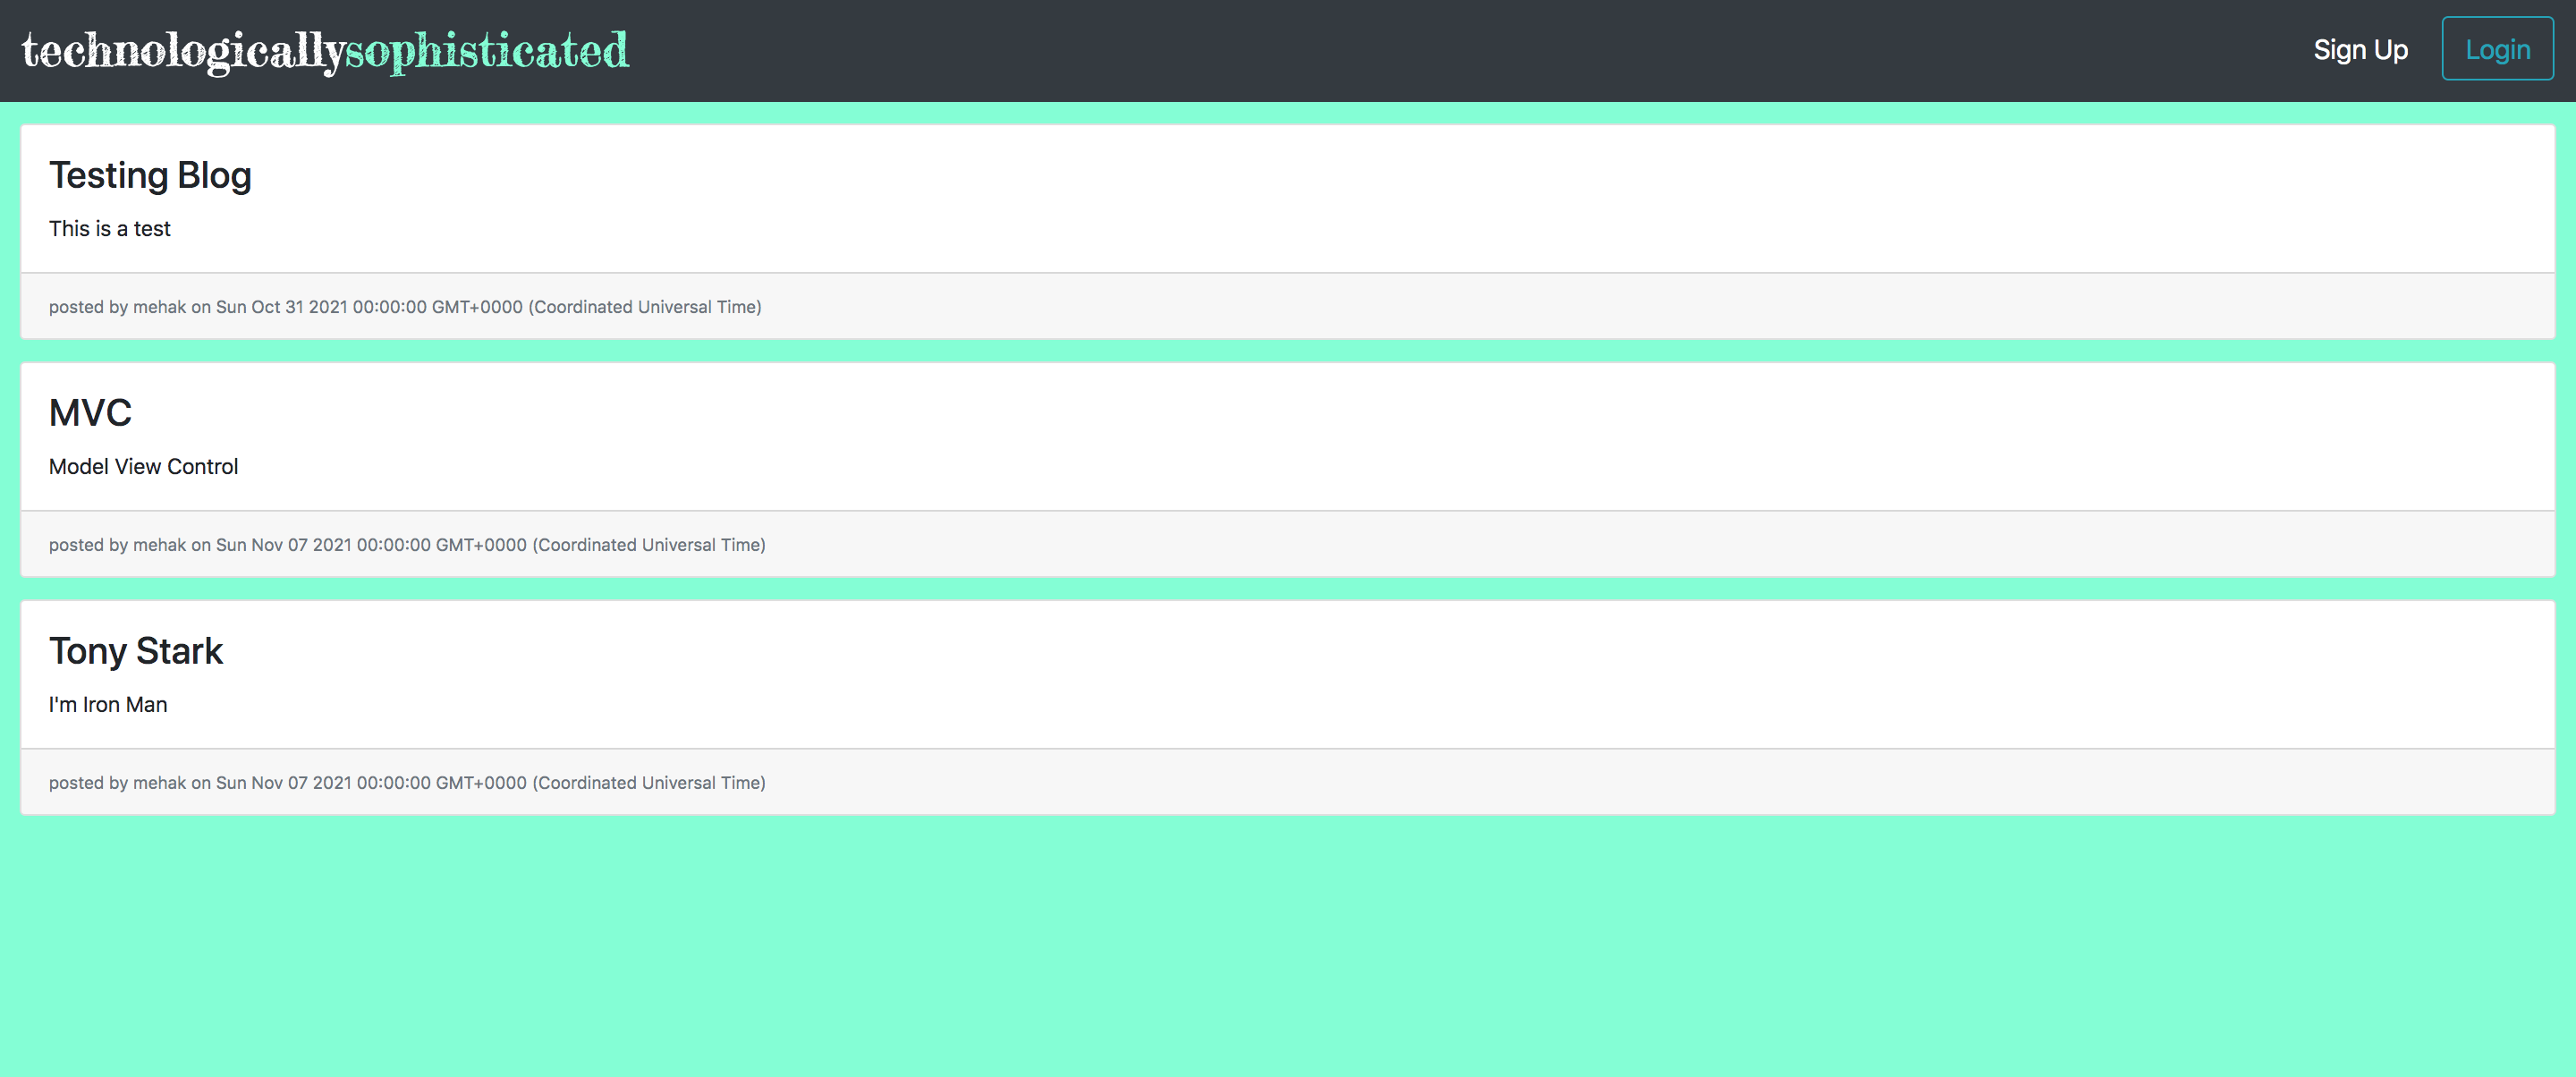 technologicallysophisticated
Sign Up
Login
Testing Blog
This is a test
posted by mehak on Sun Oct 31 2021 00:00:00 GMT+0000 (Coordinated Universal Time)
MVC
Model View Control
posted by mehak on Sun Nov 07 2021 00:00:00 GMT+0000 (Coordinated Universal Time)
Tony Stark
I'm Iron Man
posted by mehak on Sun Nov 07 2021 00:00:00 GMT+0000 (Coordinated Universal Time)